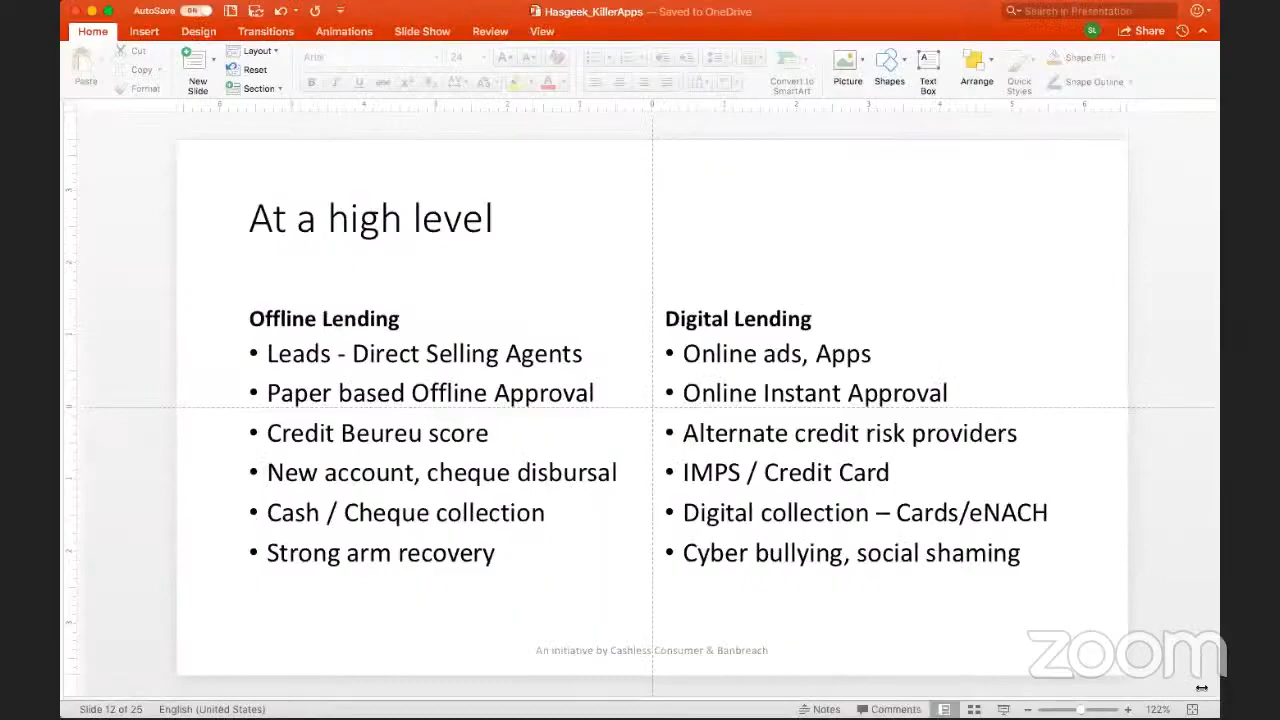 AutoSave ON Hasgeek_KillerApps — Saved to OneDrive Search in Presentation
Home Insert Design Transitions Animations Slide Show Review View SL Share
Paste Cut Copy Format New Slide Layout Reset Section Arial 24 Convert to SmartArt Picture Shapes Text Box Arrange Quick Styles Shape Fill Shape Outline
At a high level
Offline Lending
• Leads - Direct Selling Agents
• Paper based Offline Approval
• Credit Beureu score
• New account, cheque disbursal
• Cash / Cheque collection
• Strong arm recovery
Digital Lending
• Online ads, Apps
• Online Instant Approval
• Alternate credit risk providers
• IMPS / Credit Card
• Digital collection – Cards/eNACH
• Cyber bullying, social shaming
An initiative by Cashless Consumer & Banbreach
zoom
Slide 12 of 25 English (United States) Notes Comments 122%